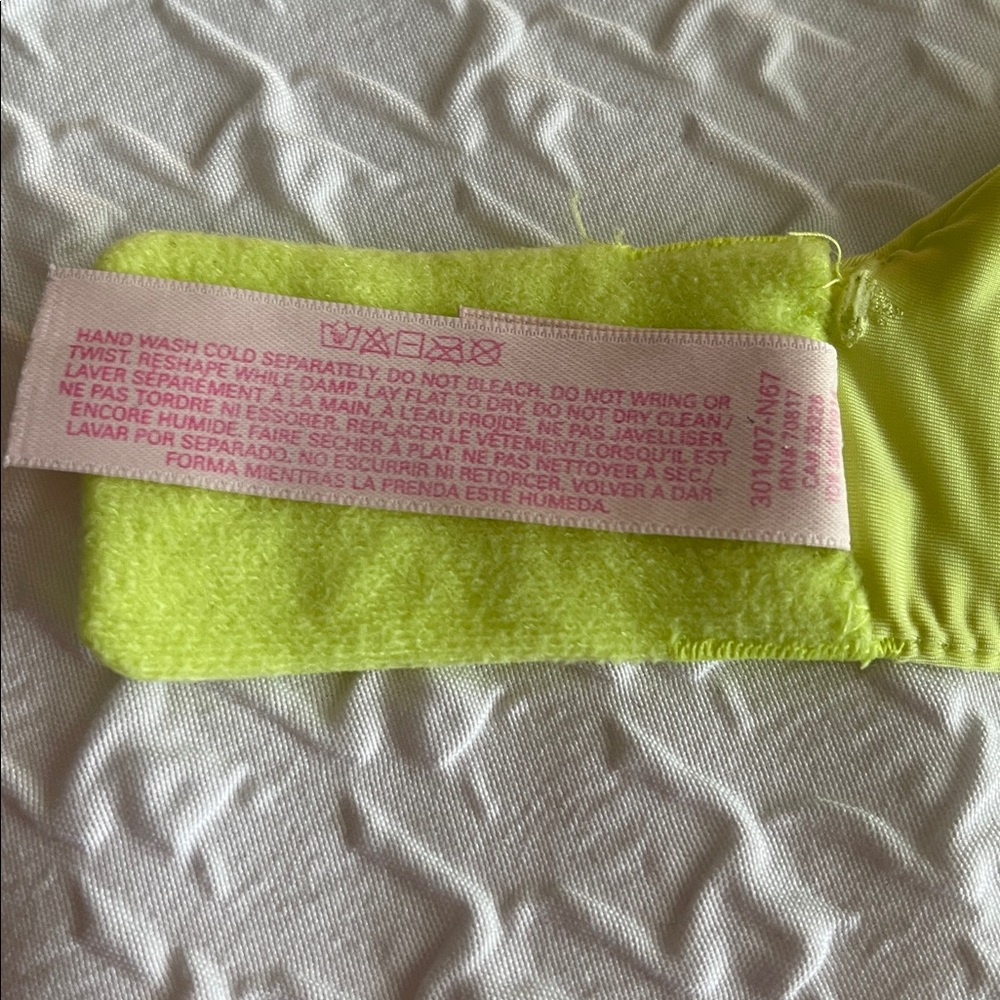 HAND WASH COLD SEPARATELY. DO NOT BLEACH. DO NOT WRING OR
TWIST. RESHAPE WHILE DAMP. LAY FLAT TO DRY. DO NOT DRY CLEAN /
LAVER SÉPARÉMENT À LA MAIN, À L'EAU FROIDE. NE PAS JAVELLISER.
NE PAS TORDRE NI ESSORER. REPLACER LE VÊTEMENT LORSQU'IL EST
ENCORE HUMIDE. FAIRE SÉCHER À PLAT. NE PAS NETTOYER À SEC./
LAVAR POR SEPARADO. NO ESCURRIR NI RETORCER. VOLVER A DAR
FORMA MIENTRAS LA PRENDA ESTÉ HUMEDA.
301407-N67
RN# 70817
CA#